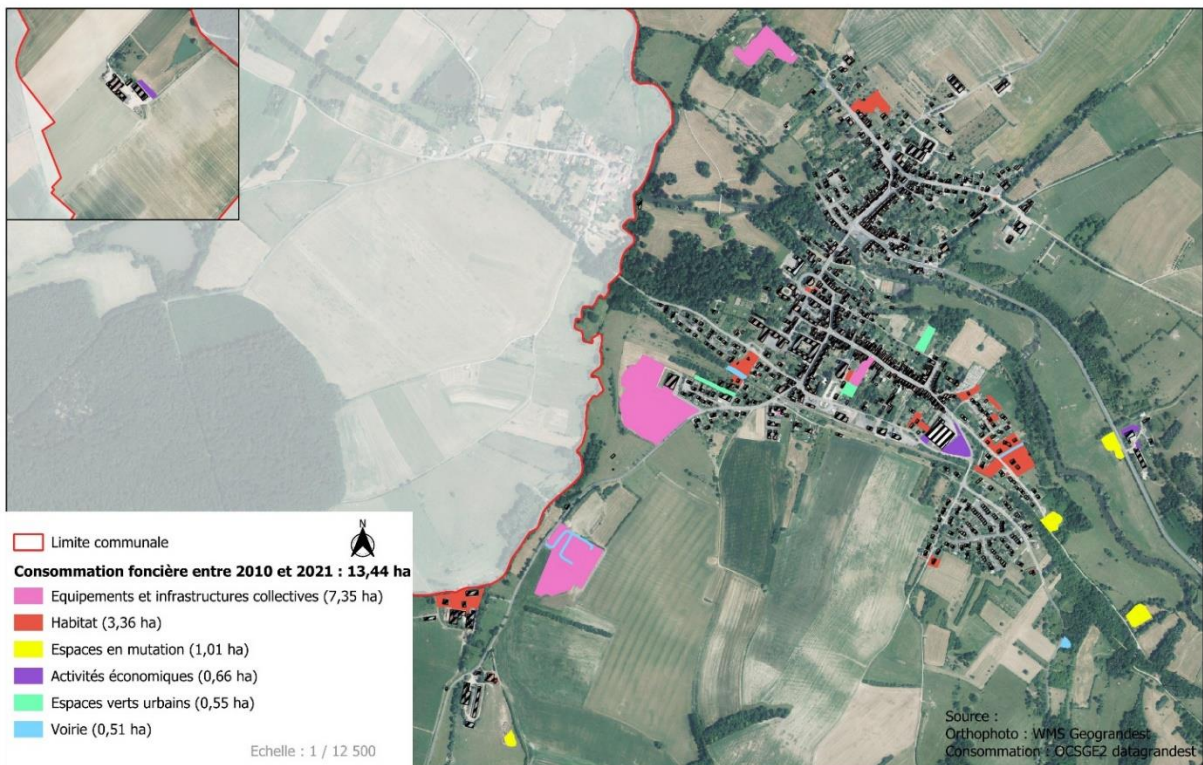 Limite communale
N
Consommation foncière entre 2010 et 2021 : 13,44 ha
Equipements et infrastructures collectives (7,35 ha)
Habitat (3,36 ha)
Espaces en mutation (1,01 ha)
Activités économiques (0,66 ha)
Espaces verts urbains (0,55 ha)
Voirie (0,51 ha)
Echelle : 1 / 12 500
Source :
Orthophoto : WMS Geograndest
Consommation : OCSGE2 datagrandest